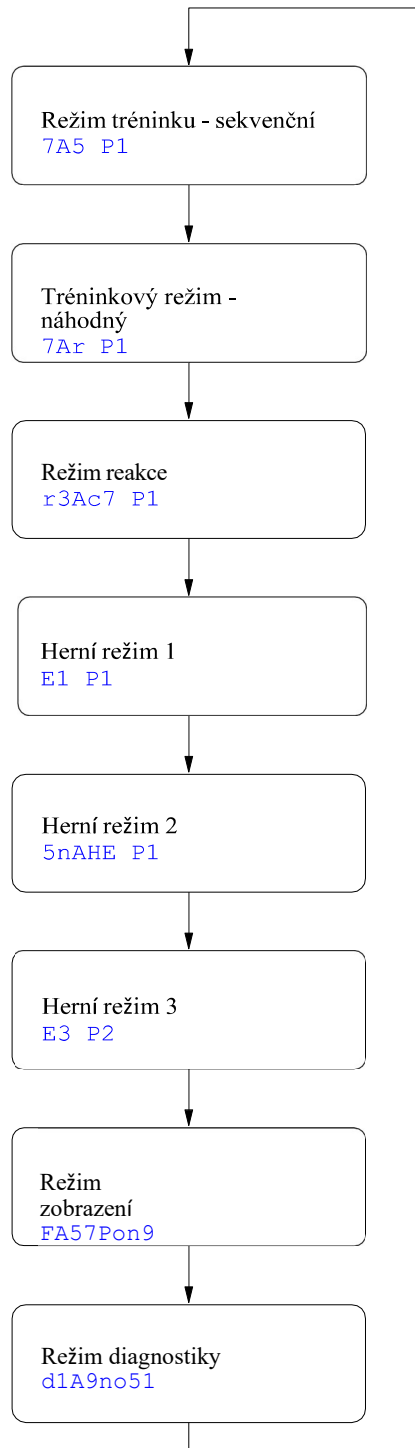 Režim tréninku - sekvenční
7A5 P1
Tréninkový režim -
náhodný
7Ar P1
Režim reakce
r3Ac7 P1
Herní režim 1
E1 P1
Herní režim 2
5nAHE P1
Herní režim 3
E3 P2
Režim
zobrazení
FA57Pon9
Režim diagnostiky
d1A9no51